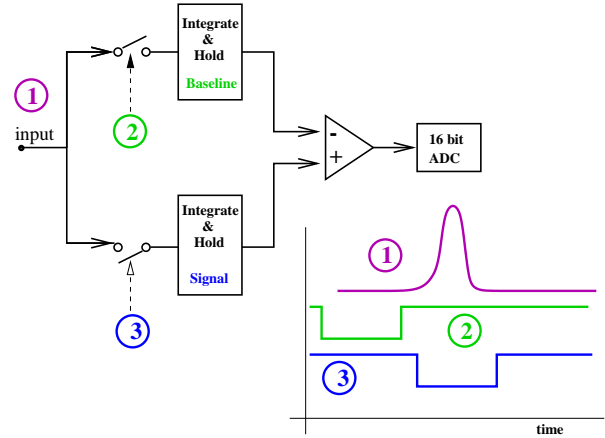 Integrate
&
Hold
Baseline
1
input
2
-
+
16 bit
ADC
Integrate
&
Hold
Signal
3
1
2
3
time